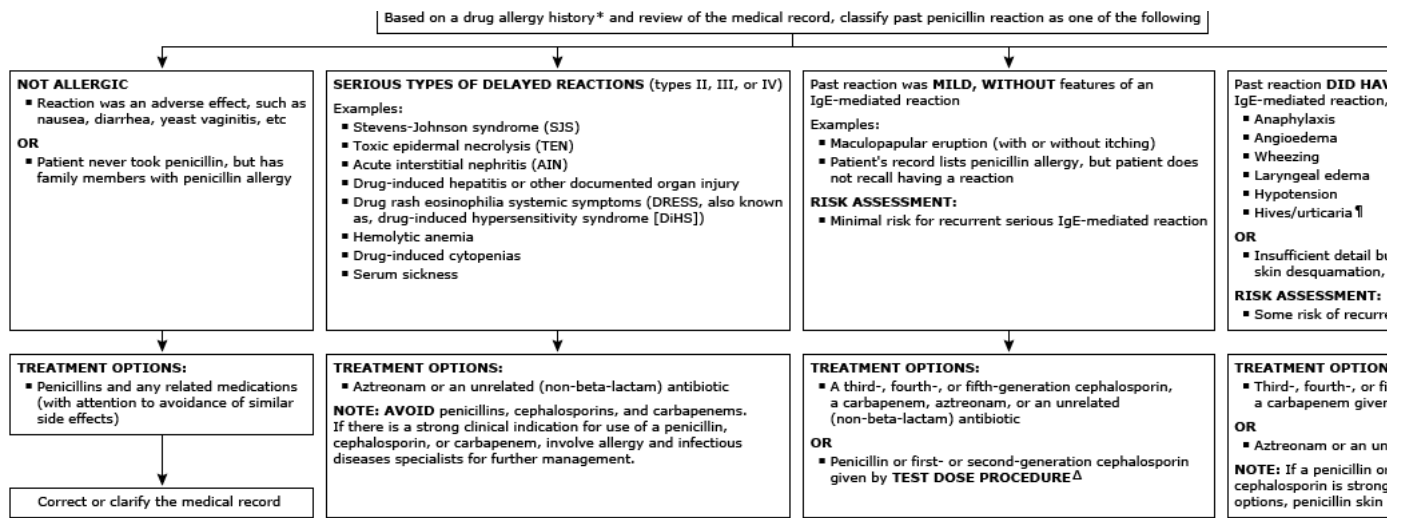 Based on a drug allergy history* and review of the medical record, classify past penicillin reaction as one of the following
NOT ALLERGIC
▪ Reaction was an adverse effect, such as
nausea, diarrhea, yeast vaginitis, etc
OR
▪ Patient never took penicillin, but has
family members with penicillin allergy
TREATMENT OPTIONS:
▪ Penicillins and any related medications
(with attention to avoidance of similar
side effects)
Correct or clarify the medical record
SERIOUS TYPES OF DELAYED REACTIONS (types II, III, or IV)
Examples:
▪ Stevens-Johnson syndrome (SJS)
▪ Toxic epidermal necrolysis (TEN)
▪ Acute interstitial nephritis (AIN)
▪ Drug-induced hepatitis or other documented organ injury
▪ Drug rash eosinophilia systemic symptoms (DRESS, also known
as, drug-induced hypersensitivity syndrome [DiHS])
▪ Hemolytic anemia
▪ Drug-induced cytopenias
▪ Serum sickness
TREATMENT OPTIONS:
▪ Aztreonam or an unrelated (non-beta-lactam) antibiotic
NOTE: AVOID penicillins, cephalosporins, and carbapenems.
If there is a strong clinical indication for use of a penicillin,
cephalosporin, or carbapenem, involve allergy and infectious
diseases specialists for further management.
Past reaction was MILD, WITHOUT features of an
IgE-mediated reaction
Examples:
▪ Maculopapular eruption (with or without itching)
▪ Patient's record lists penicillin allergy, but patient does
not recall having a reaction
RISK ASSESSMENT:
▪ Minimal risk for recurrent serious IgE-mediated reaction
TREATMENT OPTIONS:
▪ A third-, fourth-, or fifth-generation cephalosporin,
a carbapenem, aztreonam, or an unrelated
(non-beta-lactam) antibiotic
OR
▪ Penicillin or first- or second-generation cephalosporin
given by TEST DOSE PROCEDURE Δ
Past reaction DID HAV
IgE-mediated reaction,
▪ Anaphylaxis
▪ Angioedema
▪ Wheezing
▪ Laryngeal edema
▪ Hypotension
▪ Hives/urticaria ¶
OR
▪ Insufficient detail bu
skin desquamation,
RISK ASSESSMENT:
▪ Some risk of recurre
TREATMENT OPTION
▪ Third-, fourth-, or fi
a carbapenem given
OR
▪ Aztreonam or an un
NOTE: If a penicillin or
cephalosporin is strong
options, penicillin skin